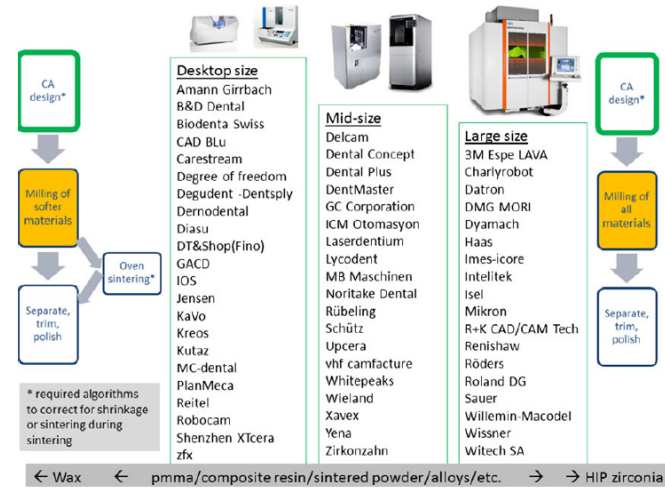 CA
design*
Milling of
softer
materials
Oven
sintering*
Separate,
trim,
polish
* required algorithms
to correct for shrinkage
or sintering during
sintering
Desktop size
Amann Girrbach
B&D Dental
Biodenta Swiss
CAD BLu
Carestream
Degree of freedom
Degudent -Dentsply
Dernodental
Diasu
DT&Shop(Fino)
GACD
IOS
Jensen
KaVo
Kreos
Kutaz
MC-dental
PlanMeca
Reitel
Robocam
Shenzhen XTcera
zfx
Mid-size
Delcam
Dental Concept
Dental Plus
DentMaster
GC Corporation
ICM Otomasyon
Laserdentium
Lycodent
MB Maschinen
Noritake Dental
Rübeling
Schütz
Upcera
vhf camfacture
Whitepeaks
Wieland
Xavex
Yena
Zirkonzahn
Large size
3M Espe LAVA
Charlyrobot
Datron
DMG MORI
Dyamach
Haas
Imes-icore
Intelitek
Isel
Mikron
R+K CAD/CAM Tech
Renishaw
Röders
Roland DG
Sauer
Willemin-Macodel
Wissner
Witech SA
CA
design*
Milling of
all
materials
Separate,
trim,
polish
← Wax ← pmma/composite resin/sintered powder/alloys/etc. → → HIP zirconia